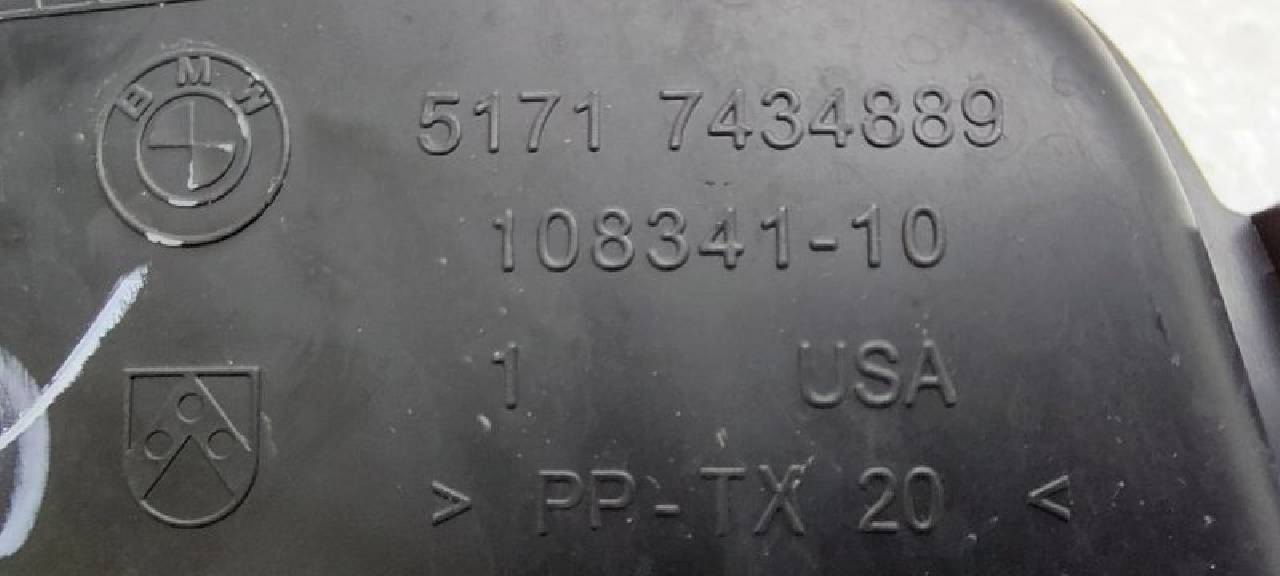 BMW
5171 7434889
108341-10
1 USA
> PP-TX 20 <